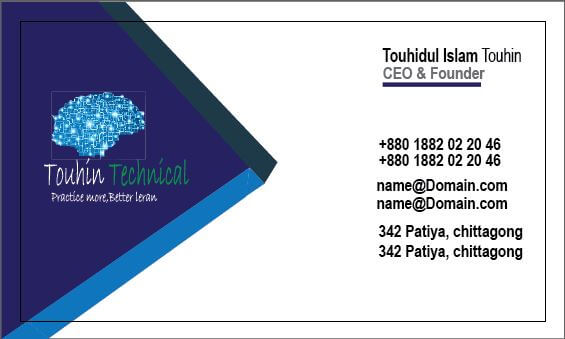 Touhin Technical
Practice more,Better leran
Touhidul Islam Touhin
CEO & Founder
+880 1882 02 20 46
+880 1882 02 20 46
name@Domain.com
name@Domain.com
342 Patiya, chittagong
342 Patiya, chittagong